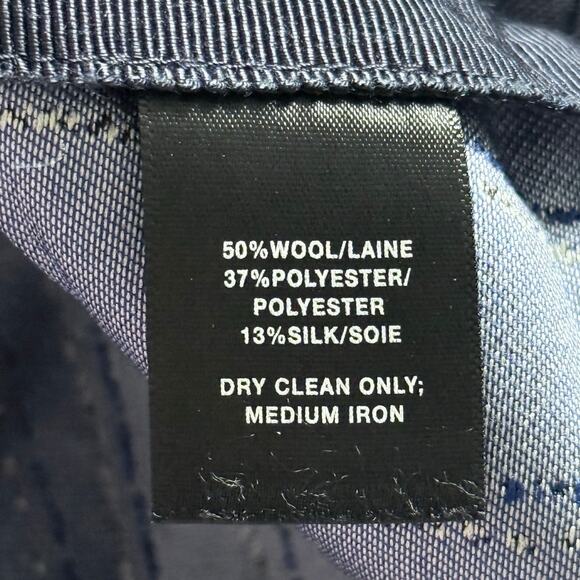 50%WOOL/LAINE
37%POLYESTER/
POLYESTER
13%SILK/SOIE
DRY CLEAN ONLY;
MEDIUM IRON